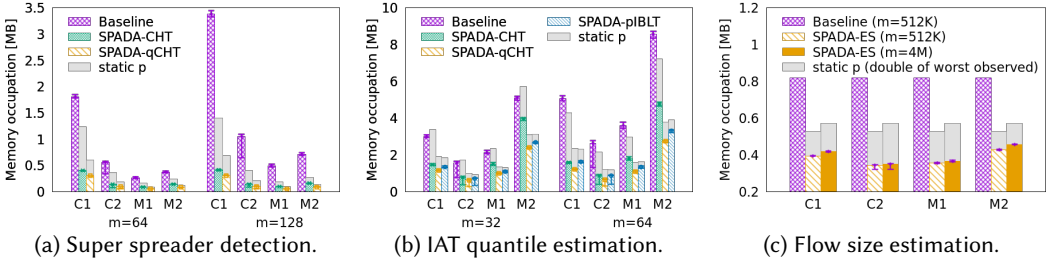 Memory occupation [MB]
3.5
3
2.5
2
1.5
1
0.5
0
Baseline
SPADA-CHT
SPADA-qCHT
static p
C1 C2 M1 M2 C1 C2 M1 M2
m=64 m=128
(a) Super spreader detection.
Memory occupation [MB]
10
8
6
4
2
0
Baseline SPADA-pIBLT
SPADA-CHT static p
SPADA-qCHT
C1 C2 M1 M2 C1 C2 M1 M2
m=32 m=64
(b) IAT quantile estimation.
Memory occupation [MB]
1.2
1
0.8
0.6
0.4
0.2
Baseline (m=512K)
SPADA-ES (m=512K)
SPADA-ES (m=4M)
static p (double of worst observed)
C1 C2 M1 M2
(c) Flow size estimation.